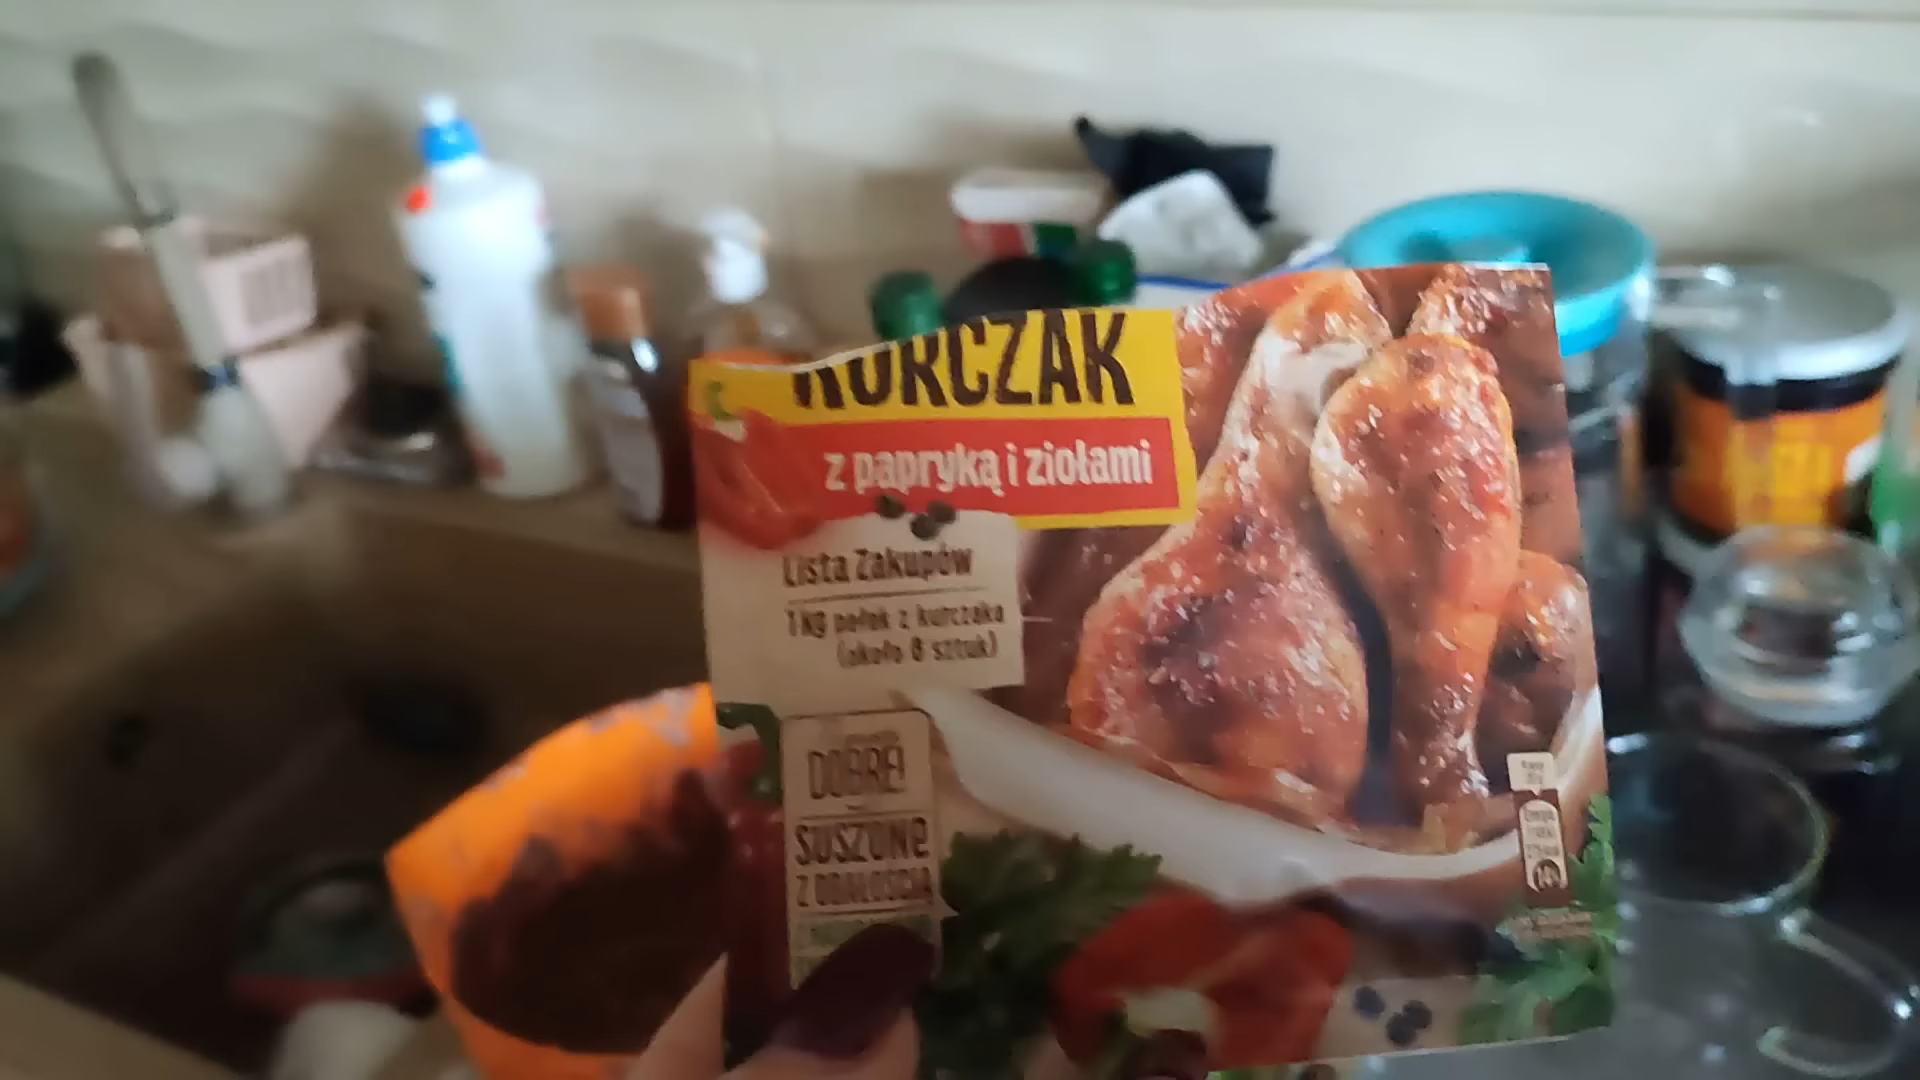 KURCZAK
z papryką i ziołami
Lista Zakupów
1 kg pałek z kurczaka
(około 8 sztuk)
DOBRE!
SUSZONE
Z DBAŁOŚCIĄ